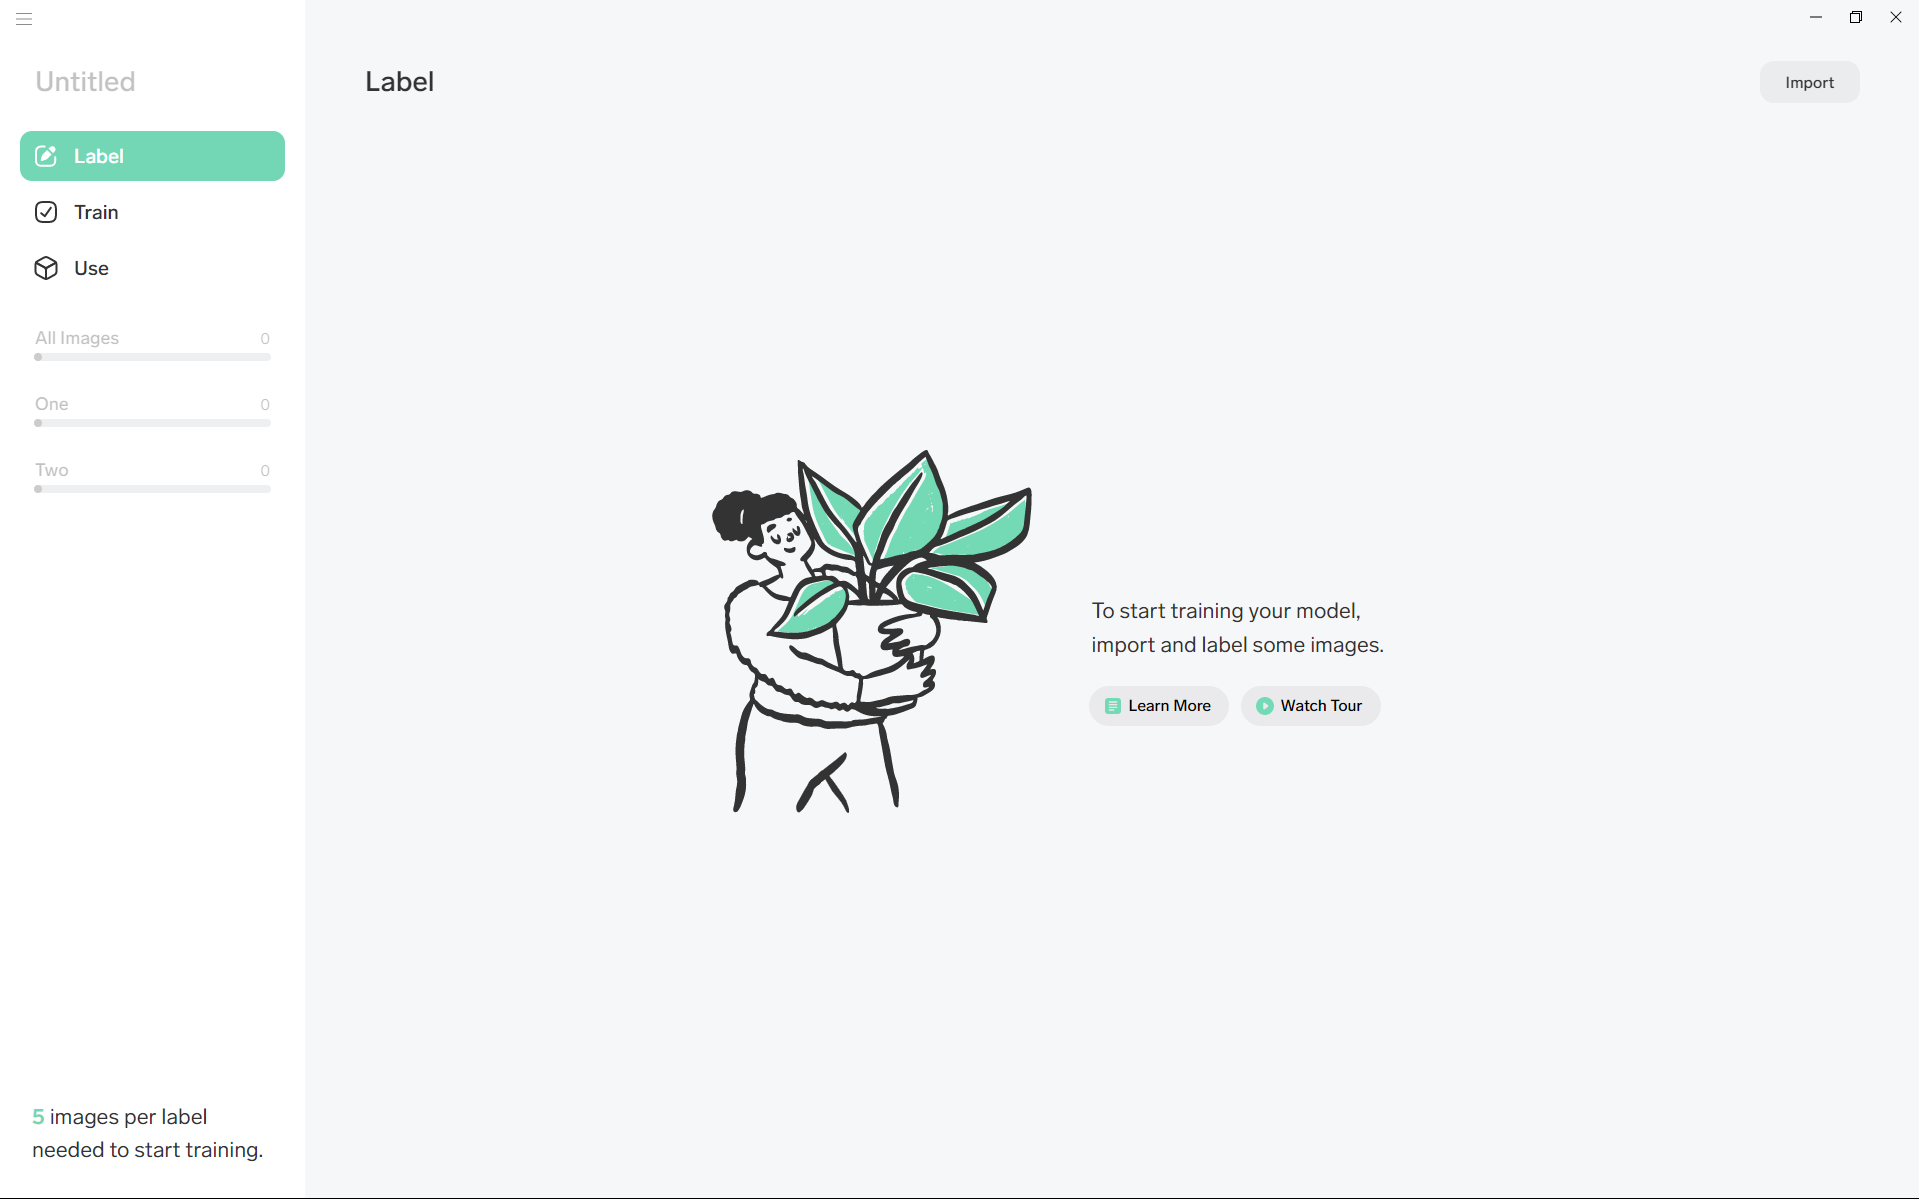 Untitled
Label
Train
Use
All Images 0
One 0
Two 0
5 images per label
needed to start training.
Label
Import
To start training your model,
import and label some images.
Learn More
Watch Tour